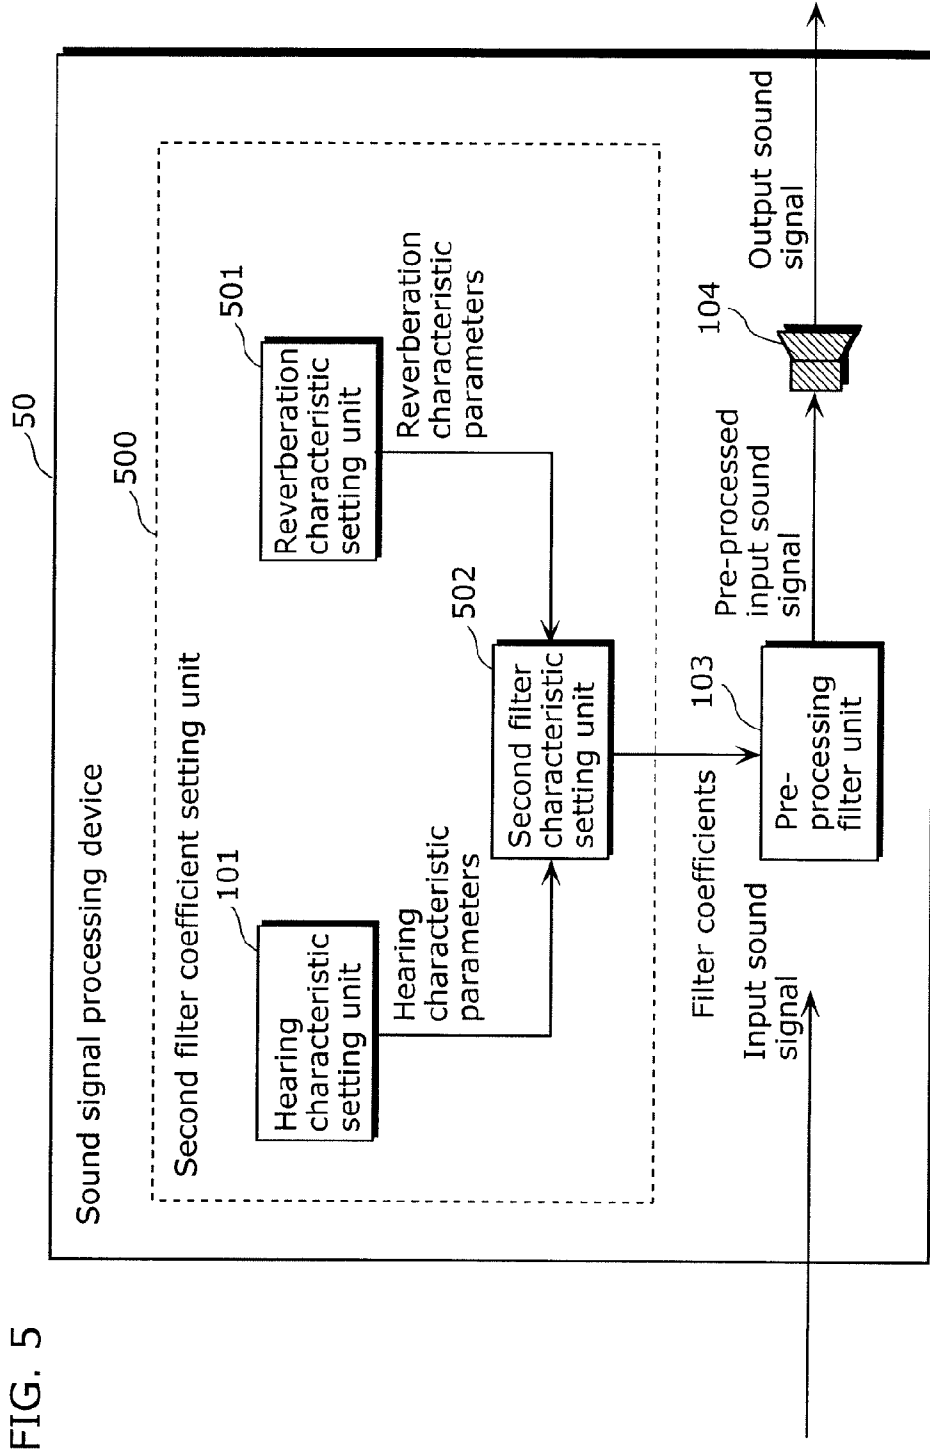 FIG. 5
50
Sound signal processing device
500
Second filter coefficient setting unit
101
Hearing
characteristic
setting unit
501
Reverberation
characteristic
setting unit
Hearing
characteristic
parameters
Reverberation
characteristic
parameters
502
Second filter
characteristic
setting unit
Filter coefficients
Input sound
signal
103
Pre-
processing
filter unit
Pre-processed
input sound
signal
104
Output sound
signal